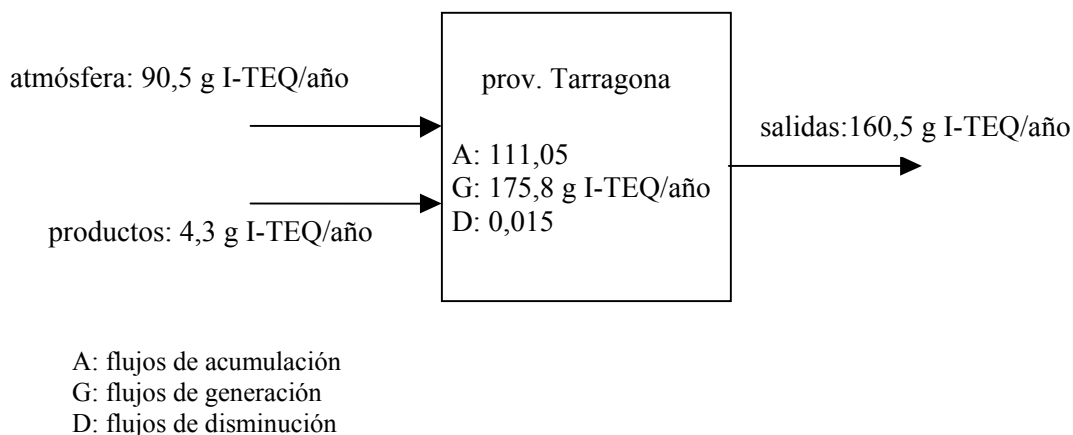 atmósfera: 90,5 g I-TEQ/año
prov. Tarragona
salidas:160,5 g I-TEQ/año
A: 111,05
G: 175,8 g I-TEQ/año
D: 0,015
productos: 4,3 g I-TEQ/año
A: flujos de acumulación
G: flujos de generación
D: flujos de disminución